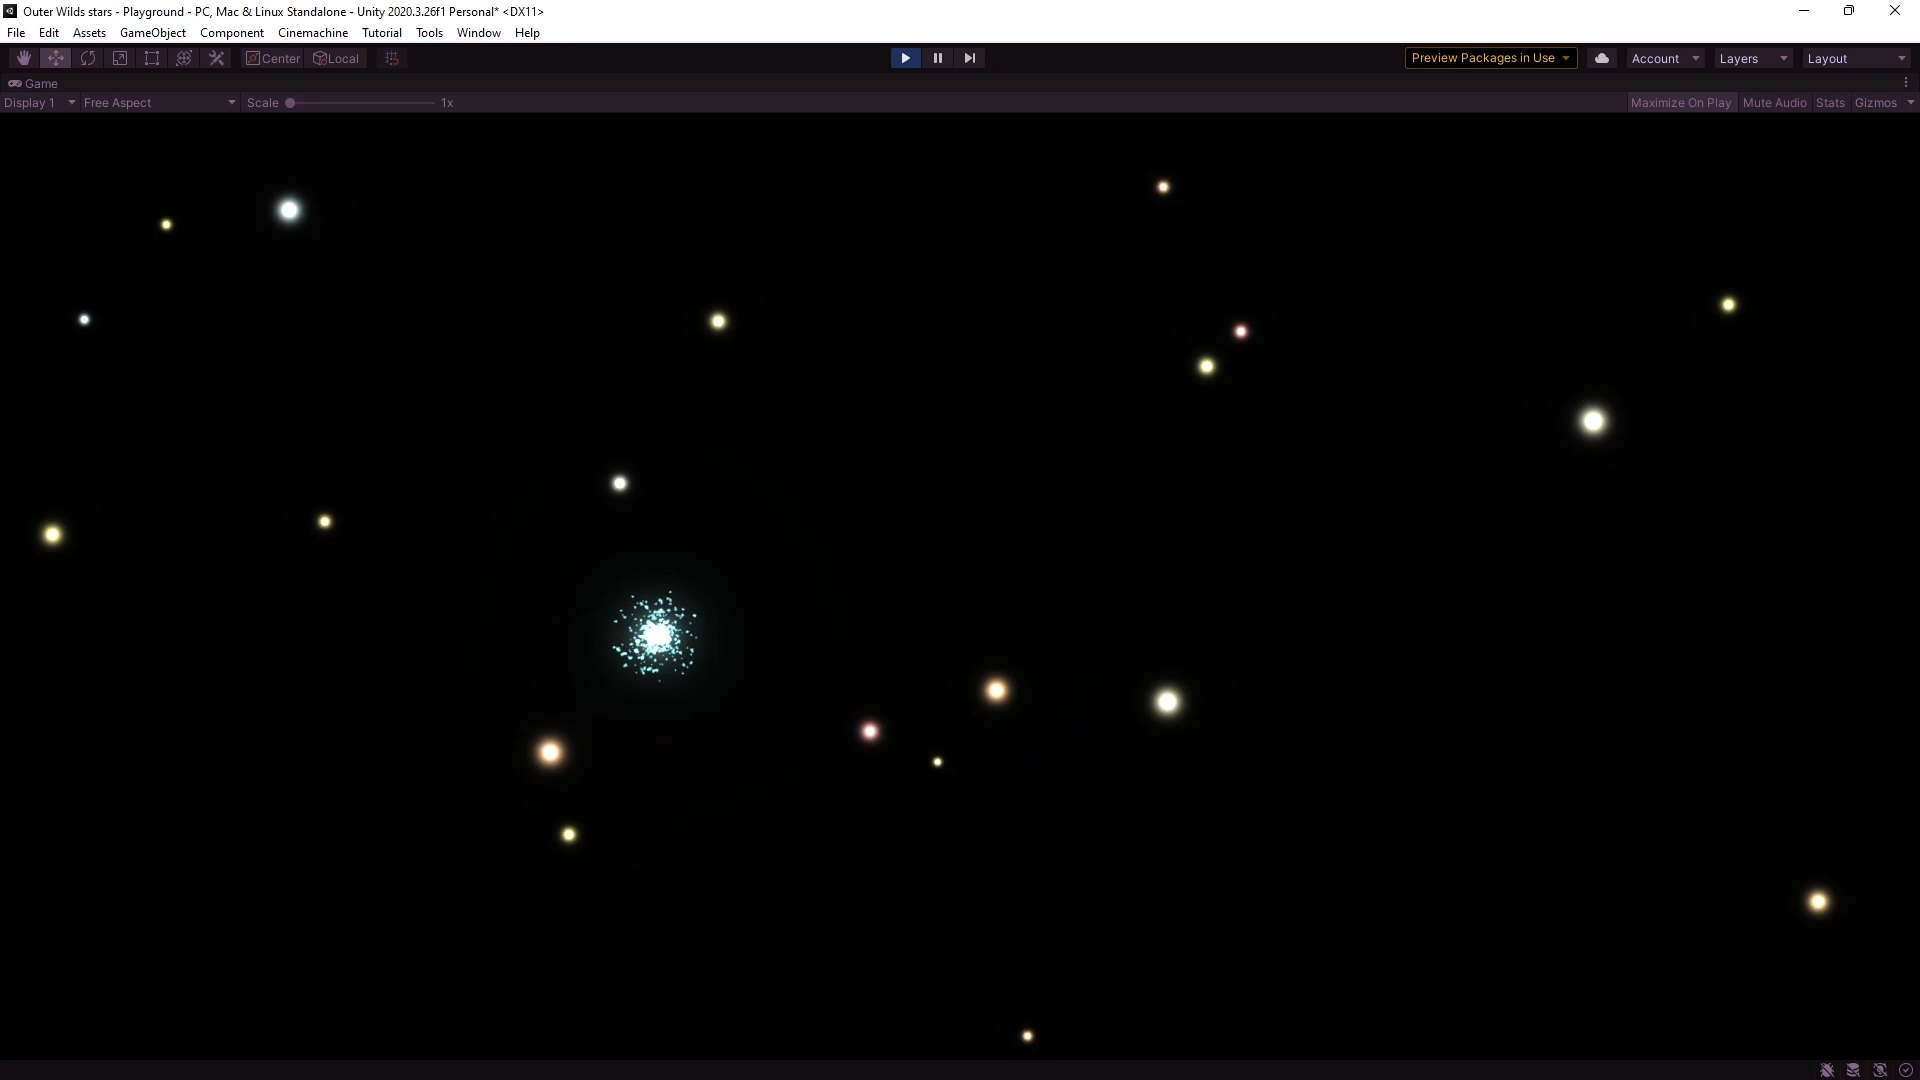 Outer Wilds stars - Playground - PC, Mac & Linux Standalone - Unity 2020.3.26f1 Personal* <DX11>
File Edit Assets GameObject Component Cinemachine Tutorial Tools Window Help
Center Local Preview Packages in Use Account Layers Layout
Game
Display 1 Free Aspect Scale 1x Maximize On Play Mute Audio Stats Gizmos